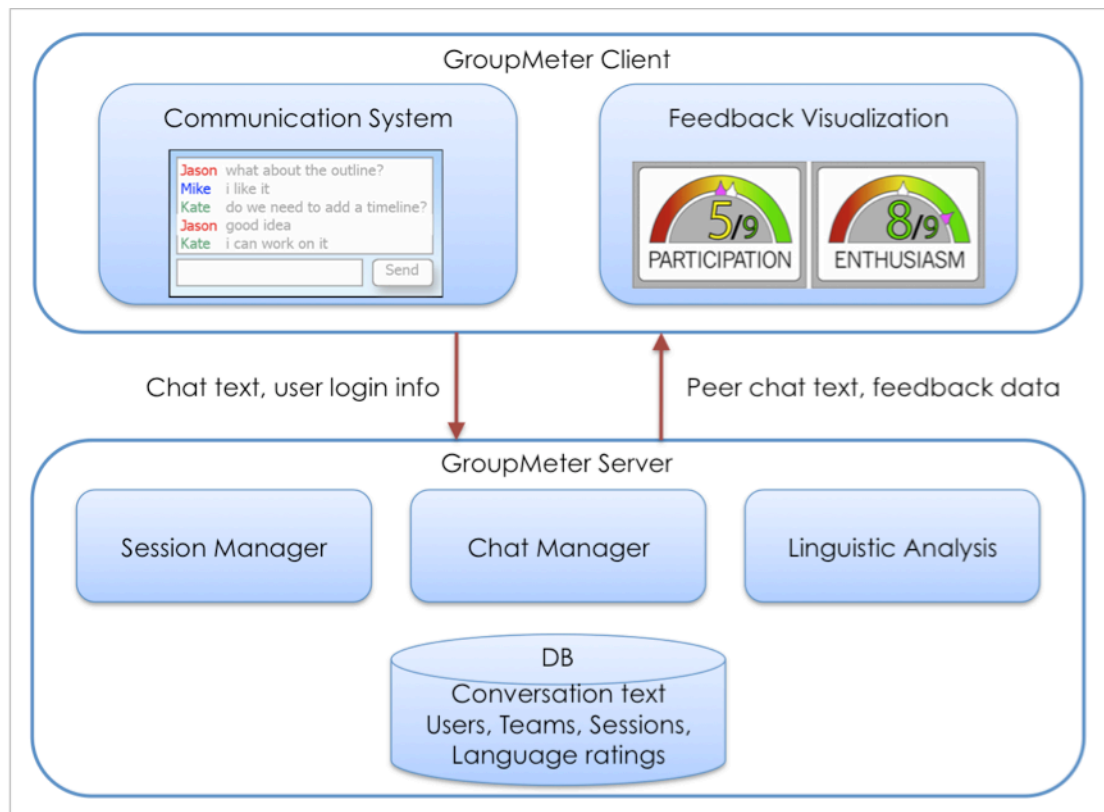 GroupMeter Client
Communication System
Jason what about the outline?
Mike i like it
Kate do we need to add a timeline?
Jason good idea
Kate i can work on it
Send
Feedback Visualization
5/9
PARTICIPATION
8/9
ENTHUSIASM
Chat text, user login info
Peer chat text, feedback data
GroupMeter Server
Session Manager
Chat Manager
Linguistic Analysis
DB
Conversation text
Users, Teams, Sessions,
Language ratings